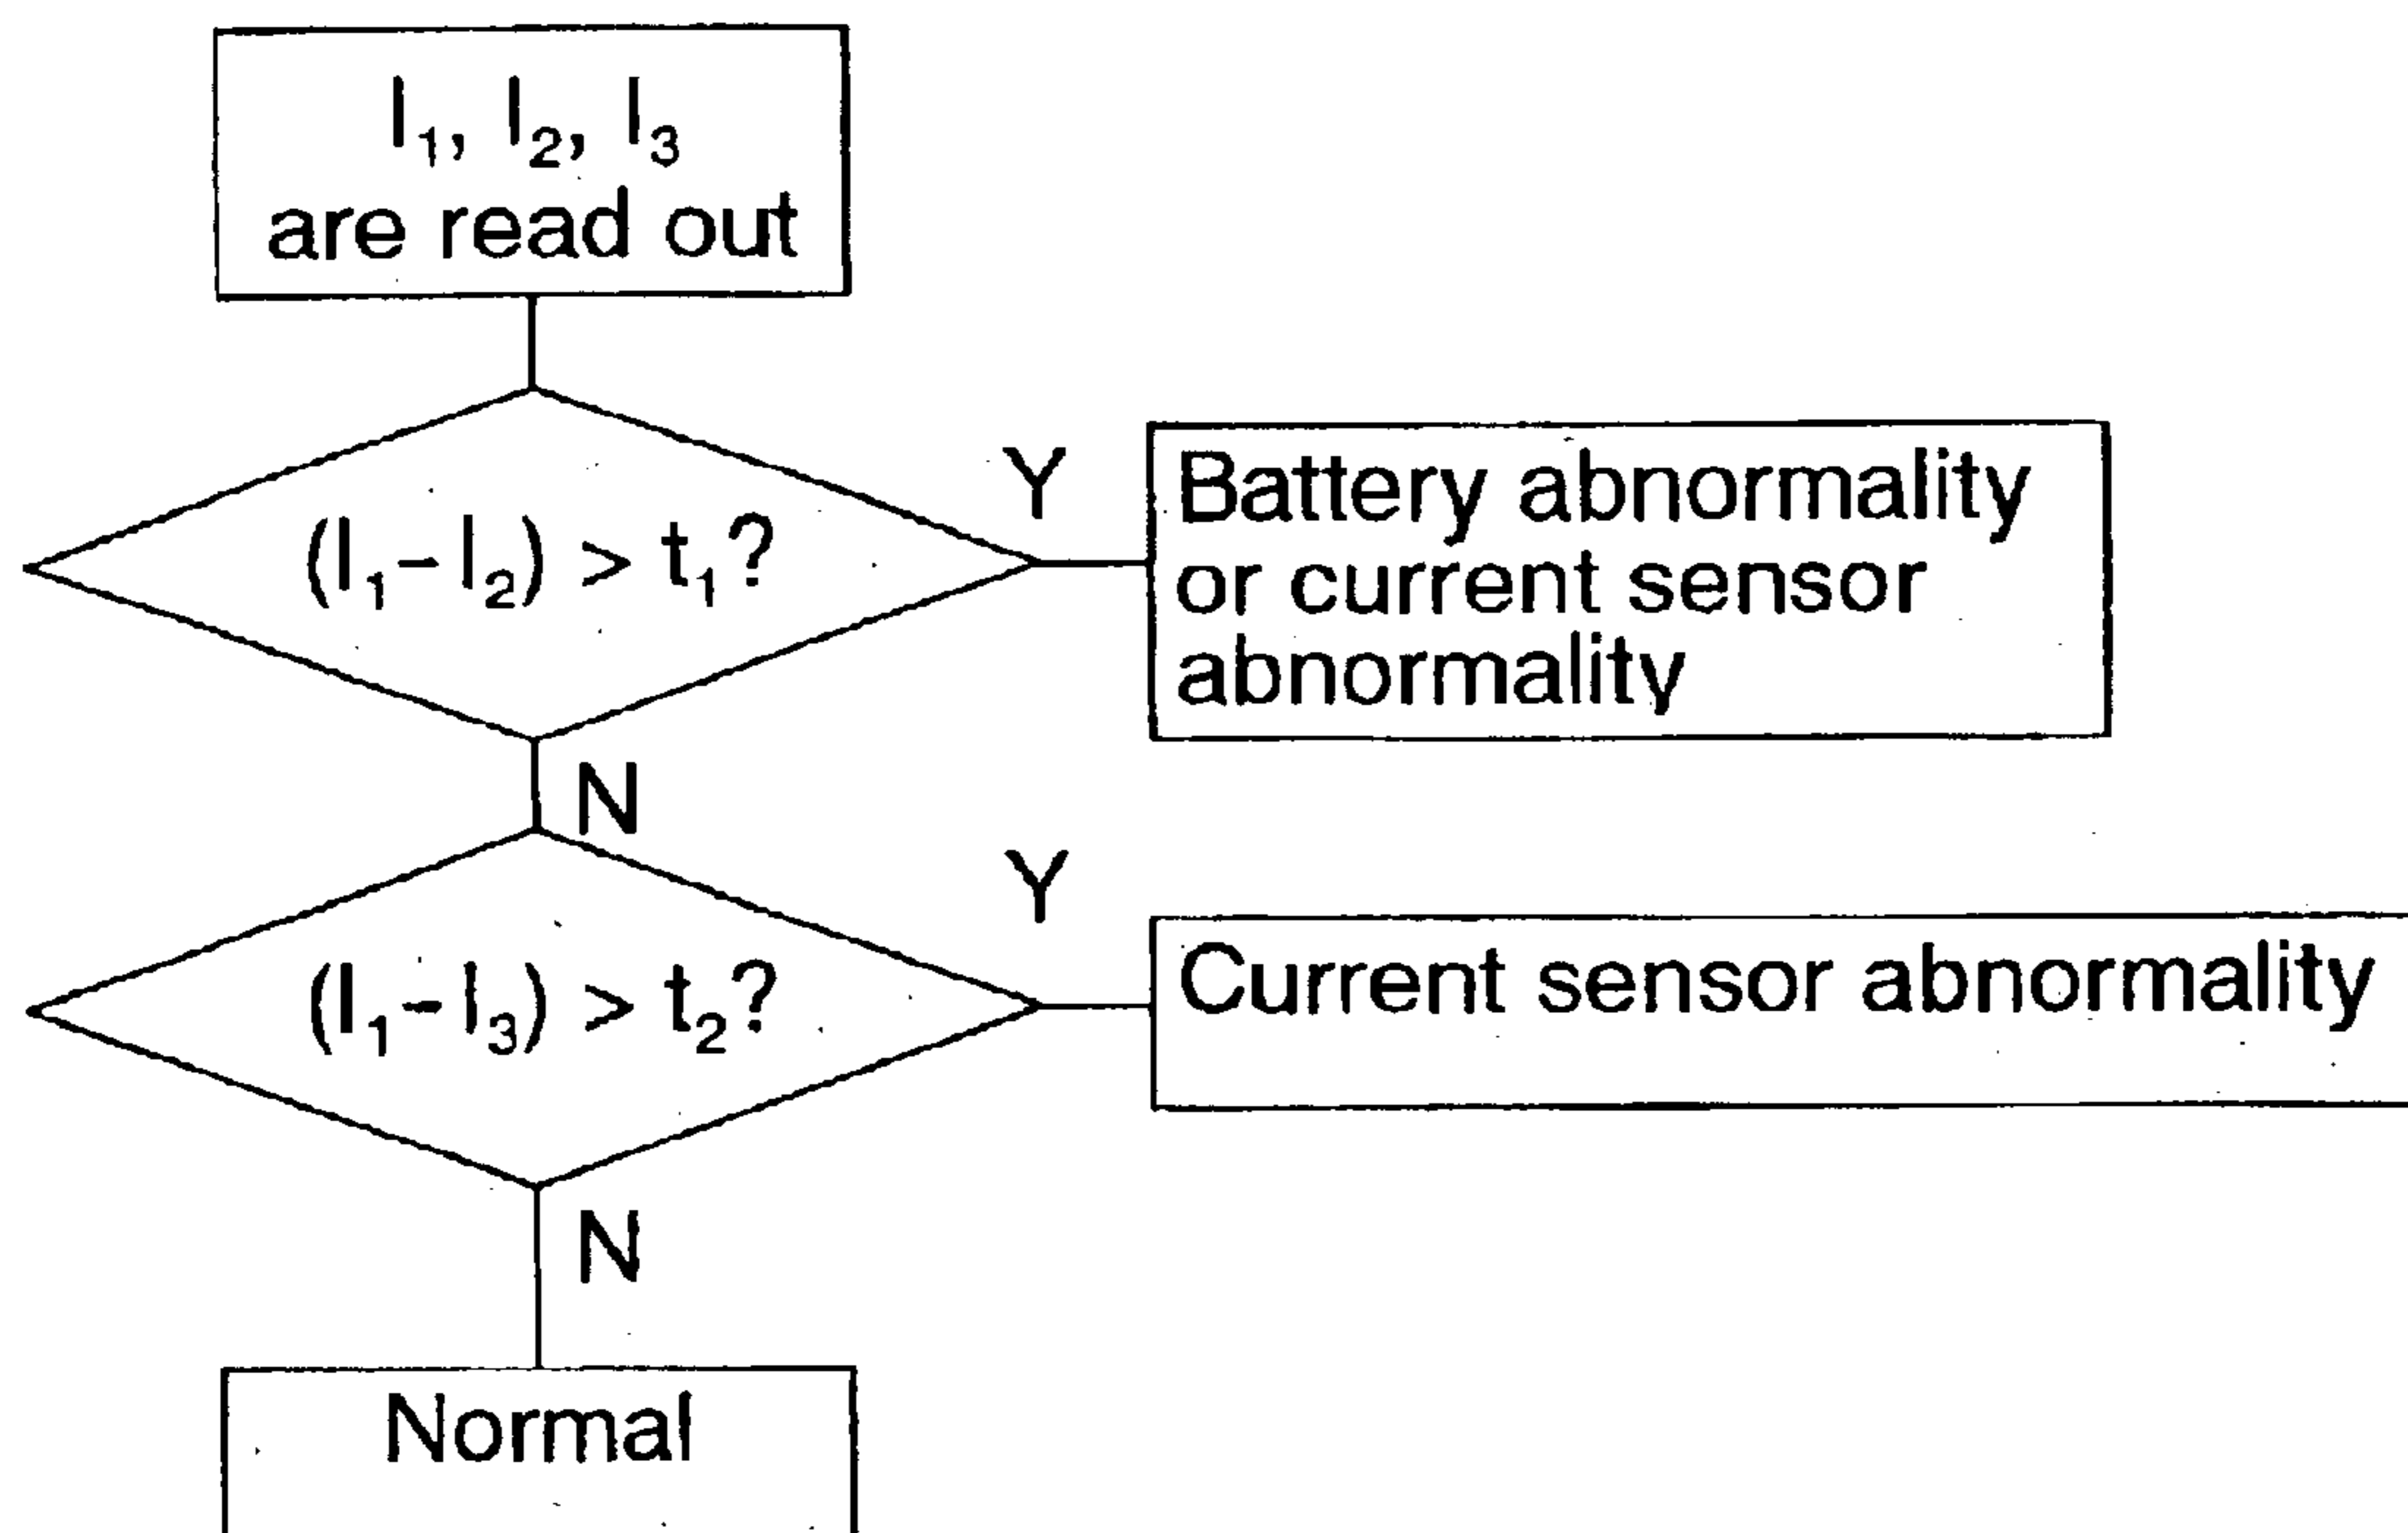 I₁, I₂, I₃
are read out
(I₁-I₂) > t₁?
Y
Battery abnormality
or current sensor
abnormality
N
(I₁-I₃) > t₂?
Y
Current sensor abnormality
N
Normal